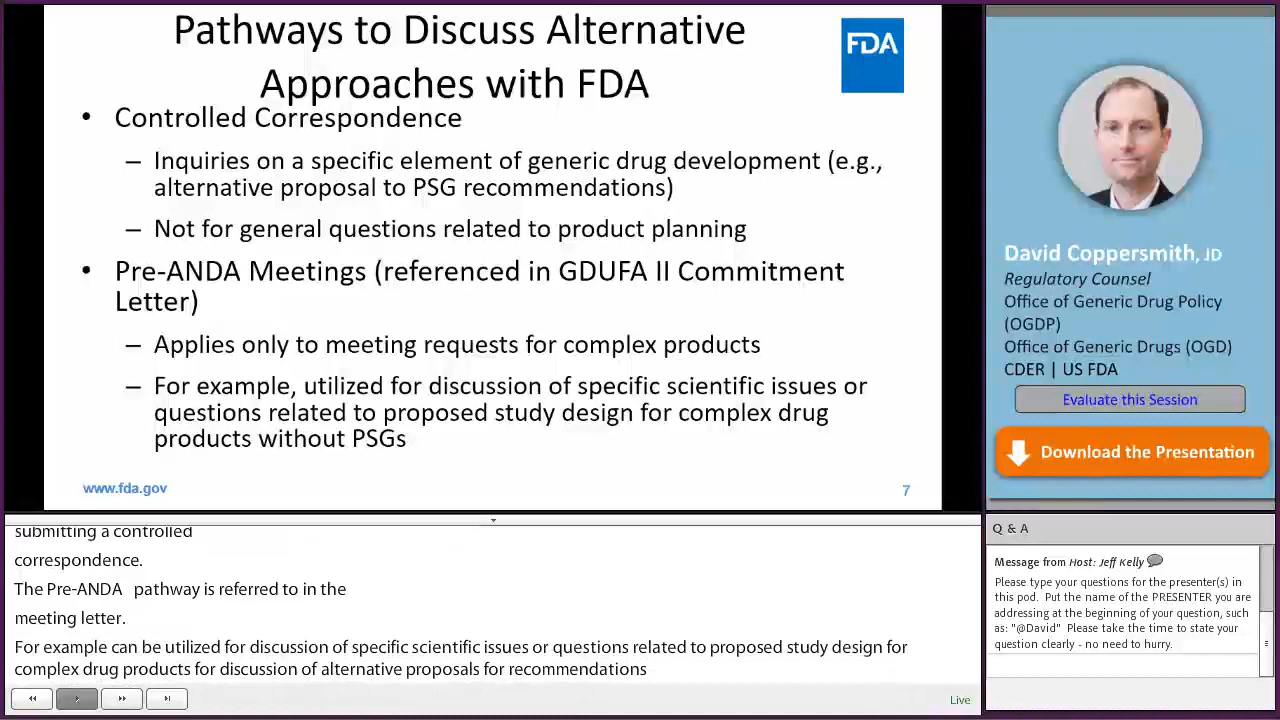 Pathways to Discuss Alternative
Approaches with FDA
FDA
• Controlled Correspondence
– Inquiries on a specific element of generic drug development (e.g.,
alternative proposal to PSG recommendations)
– Not for general questions related to product planning
• Pre-ANDA Meetings (referenced in GDUFA II Commitment
Letter)
– Applies only to meeting requests for complex products
– For example, utilized for discussion of specific scientific issues or
questions related to proposed study design for complex drug
products without PSGs
www.fda.gov
7
David Coppersmith, JD
Regulatory Counsel
Office of Generic Drug Policy
(OGDP)
Office of Generic Drugs (OGD)
CDER | US FDA
Evaluate this Session
Download the Presentation
submitting a controlled
correspondence.
The Pre-ANDA pathway is referred to in the
meeting letter.
For example can be utilized for discussion of specific scientific issues or questions related to proposed study design for
complex drug products for discussion of alternative proposals for recommendations
Live
Q & A
Message from Host: Jeff Kelly
Please type your questions for the presenter(s) in
this pod. Put the name of the PRESENTER you are
addressing at the beginning of your question, such
as: "@David" Please take the time to state your
question clearly - no need to hurry.